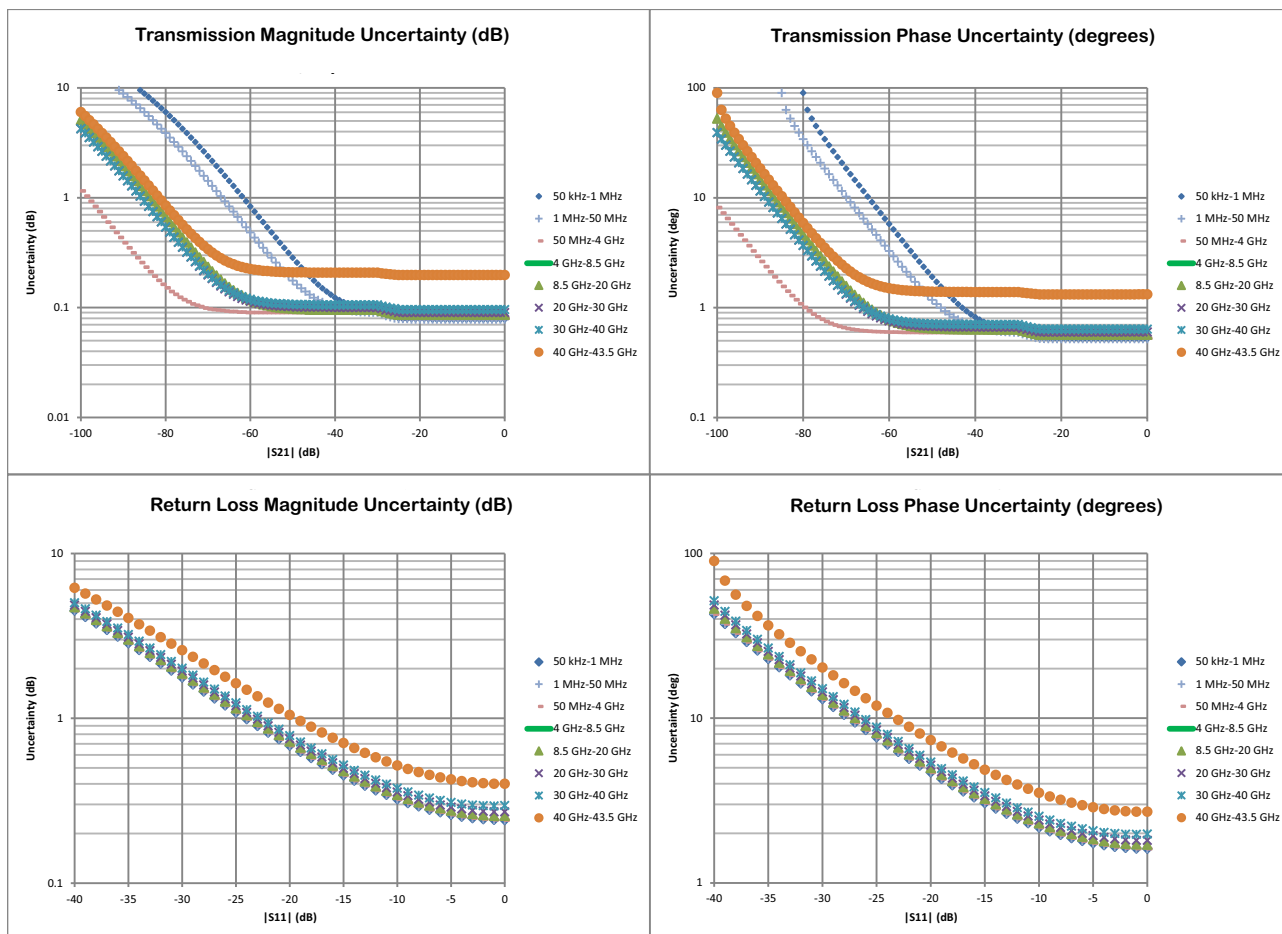 Transmission Magnitude Uncertainty (dB)
10
1
0.1
0.01
Uncertainty (dB)
-100
-80
-60
-40
-20
0
|S21| (dB)
50 kHz-1 MHz
1 MHz-50 MHz
50 MHz-4 GHz
4 GHz-8.5 GHz
8.5 GHz-20 GHz
20 GHz-30 GHz
30 GHz-40 GHz
40 GHz-43.5 GHz
Transmission Phase Uncertainty (degrees)
100
10
1
0.1
Uncertainty (deg)
-100
-80
-60
-40
-20
0
|S21| (dB)
50 kHz-1 MHz
1 MHz-50 MHz
50 MHz-4 GHz
4 GHz-8.5 GHz
8.5 GHz-20 GHz
20 GHz-30 GHz
30 GHz-40 GHz
40 GHz-43.5 GHz
Return Loss Magnitude Uncertainty (dB)
10
1
0.1
Uncertainty (dB)
-40
-35
-30
-25
-20
-15
-10
-5
0
|S11| (dB)
50 kHz-1 MHz
1 MHz-50 MHz
50 MHz-4 GHz
4 GHz-8.5 GHz
8.5 GHz-20 GHz
20 GHz-30 GHz
30 GHz-40 GHz
40 GHz-43.5 GHz
Return Loss Phase Uncertainty (degrees)
100
10
1
Uncertainty (deg)
-40
-35
-30
-25
-20
-15
-10
-5
0
|S11| (dB)
50 kHz-1 MHz
1 MHz-50 MHz
50 MHz-4 GHz
4 GHz-8.5 GHz
8.5 GHz-20 GHz
20 GHz-30 GHz
30 GHz-40 GHz
40 GHz-43.5 GHz